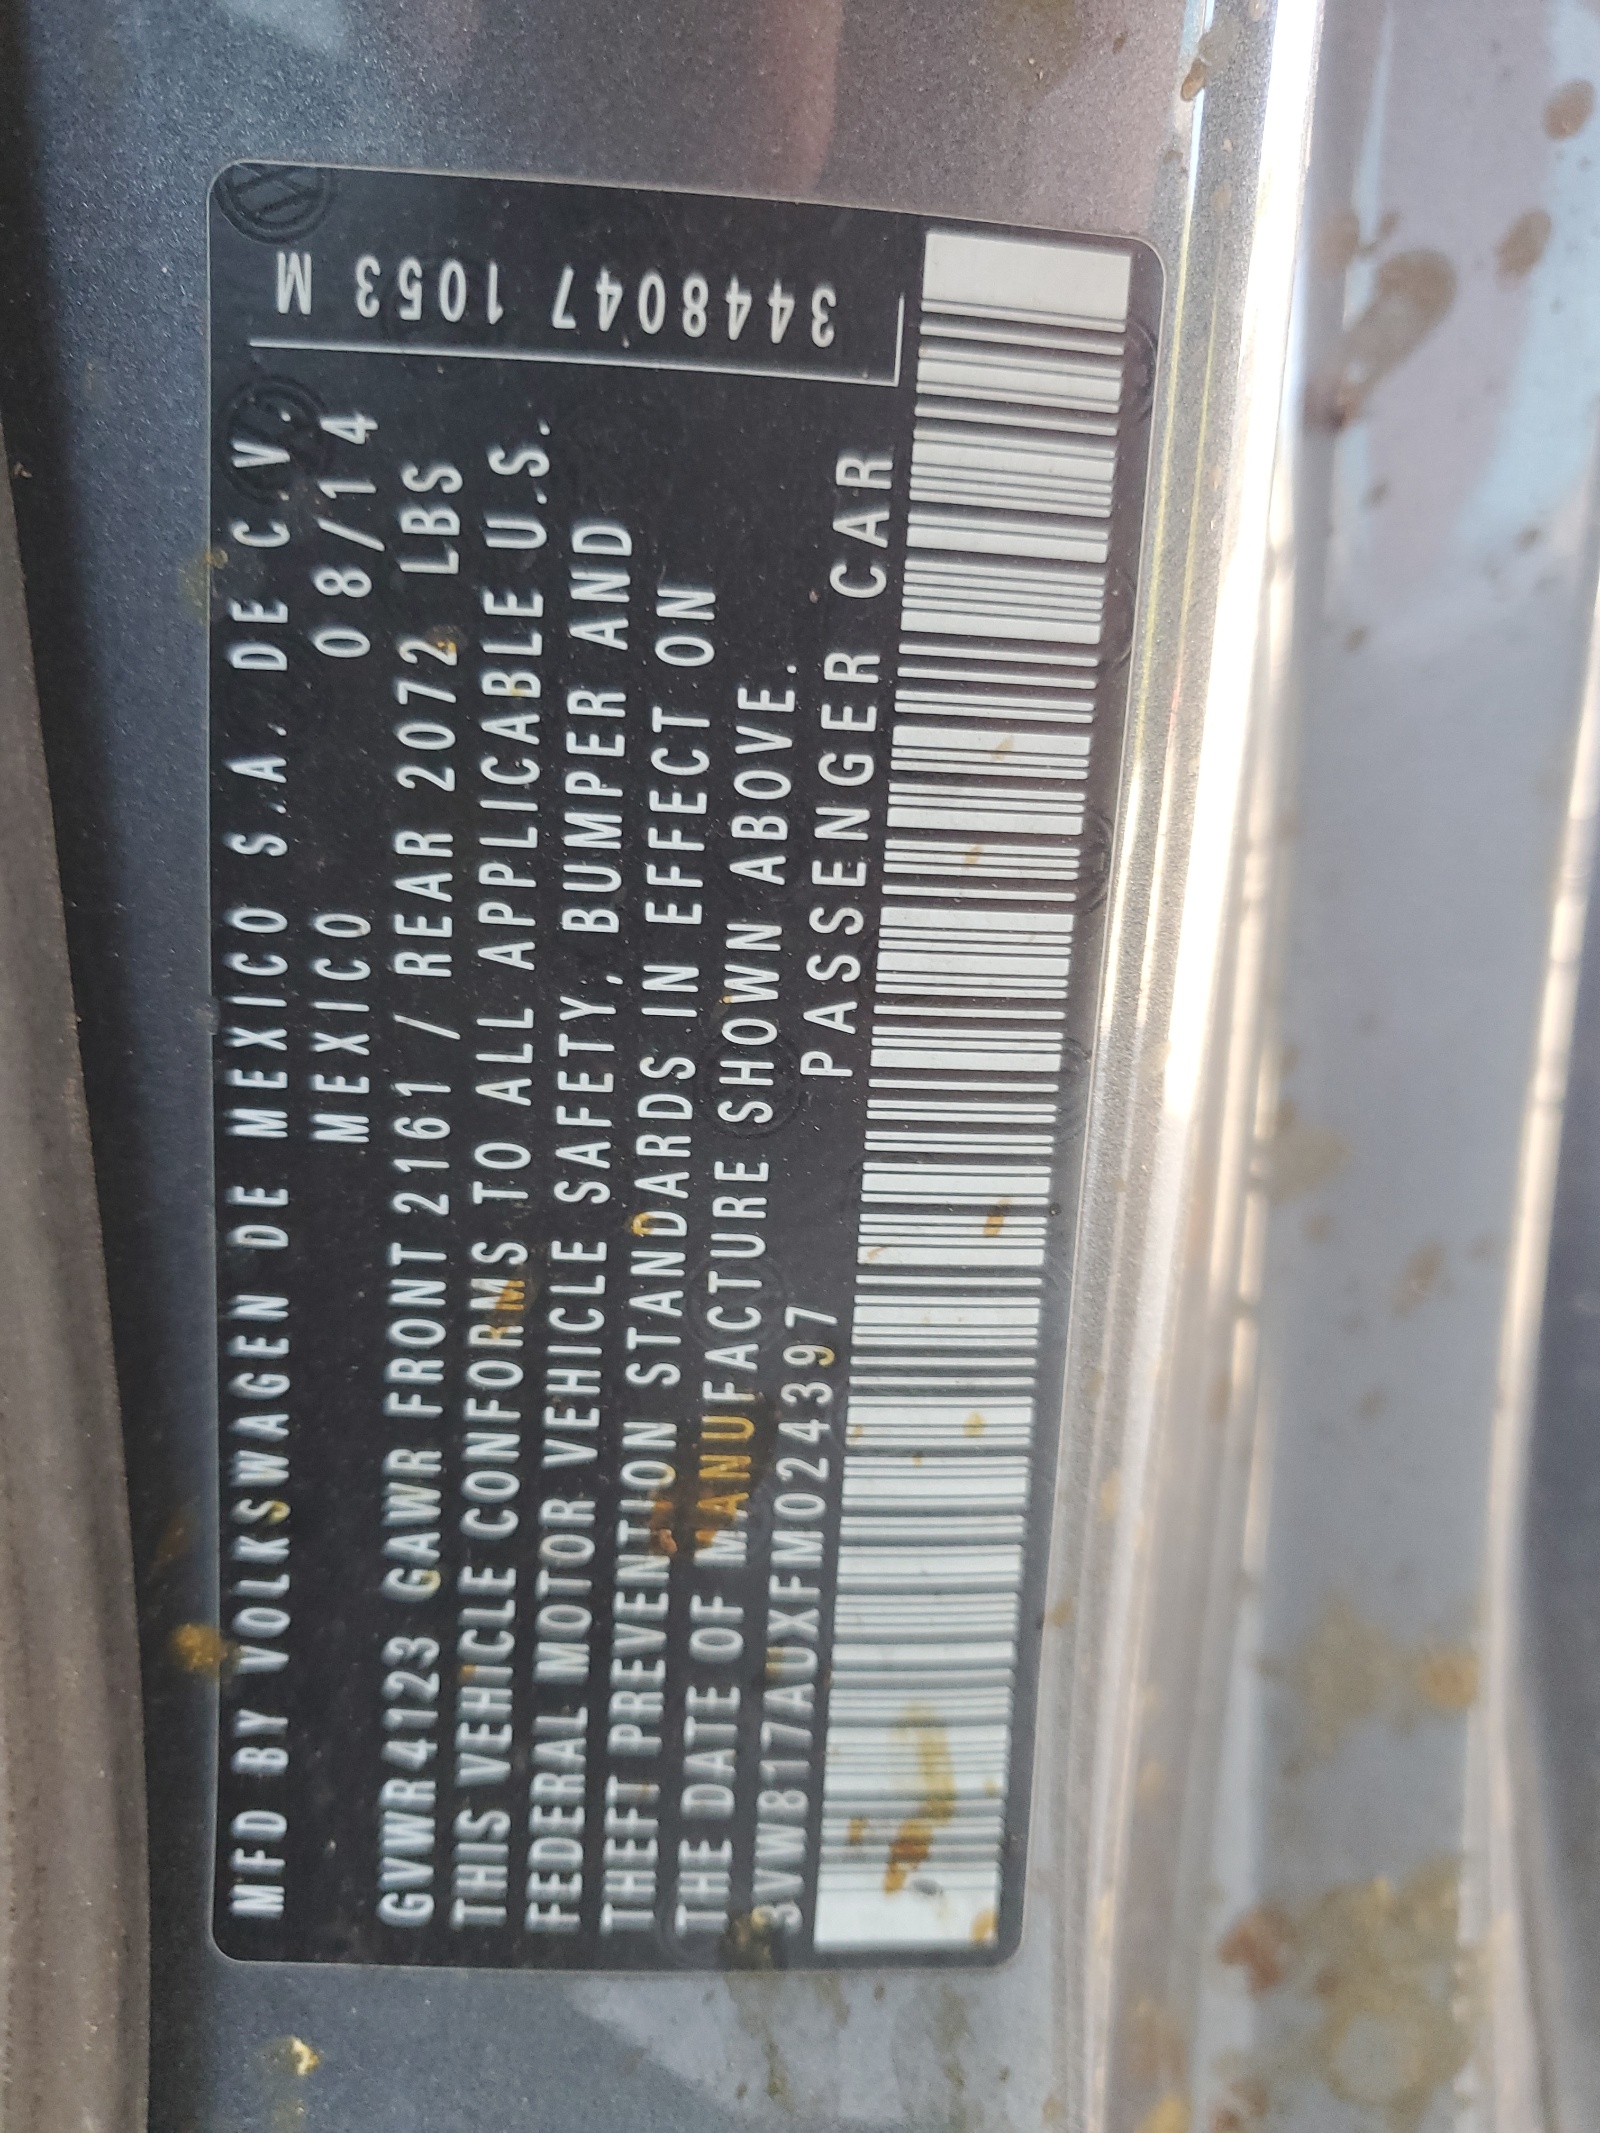 MFD BY VOLKSWAGEN DE MEXICO S.A. DE C.V.
MEXICO 08/14
GVWR4123 GAWR FRONT 2161 / REAR 2072 LBS
THIS VEHICLE CONFORMS TO ALL APPLICABLE U.S.
FEDERAL MOTOR VEHICLE SAFETY, BUMPER AND
THEFT PREVENTION STANDARDS IN EFFECT ON
THE DATE OF MANUFACTURE SHOWN ABOVE.
3VW817AUXFM024397 PASSENGER CAR
3448047 1053 M